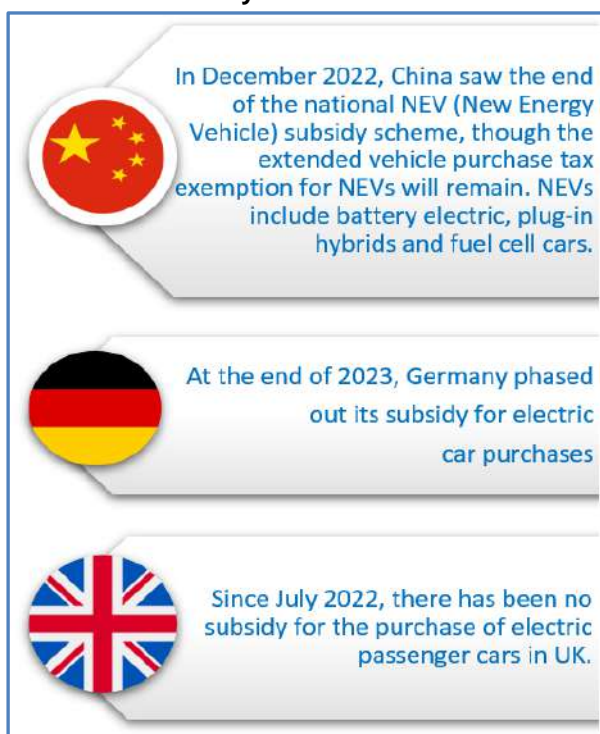 In December 2022, China saw the end
of the national NEV (New Energy
Vehicle) subsidy scheme, though the
extended vehicle purchase tax
exemption for NEVs will remain. NEVs
include battery electric, plug-in
hybrids and fuel cell cars.
At the end of 2023, Germany phased
out its subsidy for electric
car purchases
Since July 2022, there has been no
subsidy for the purchase of electric
passenger cars in UK.